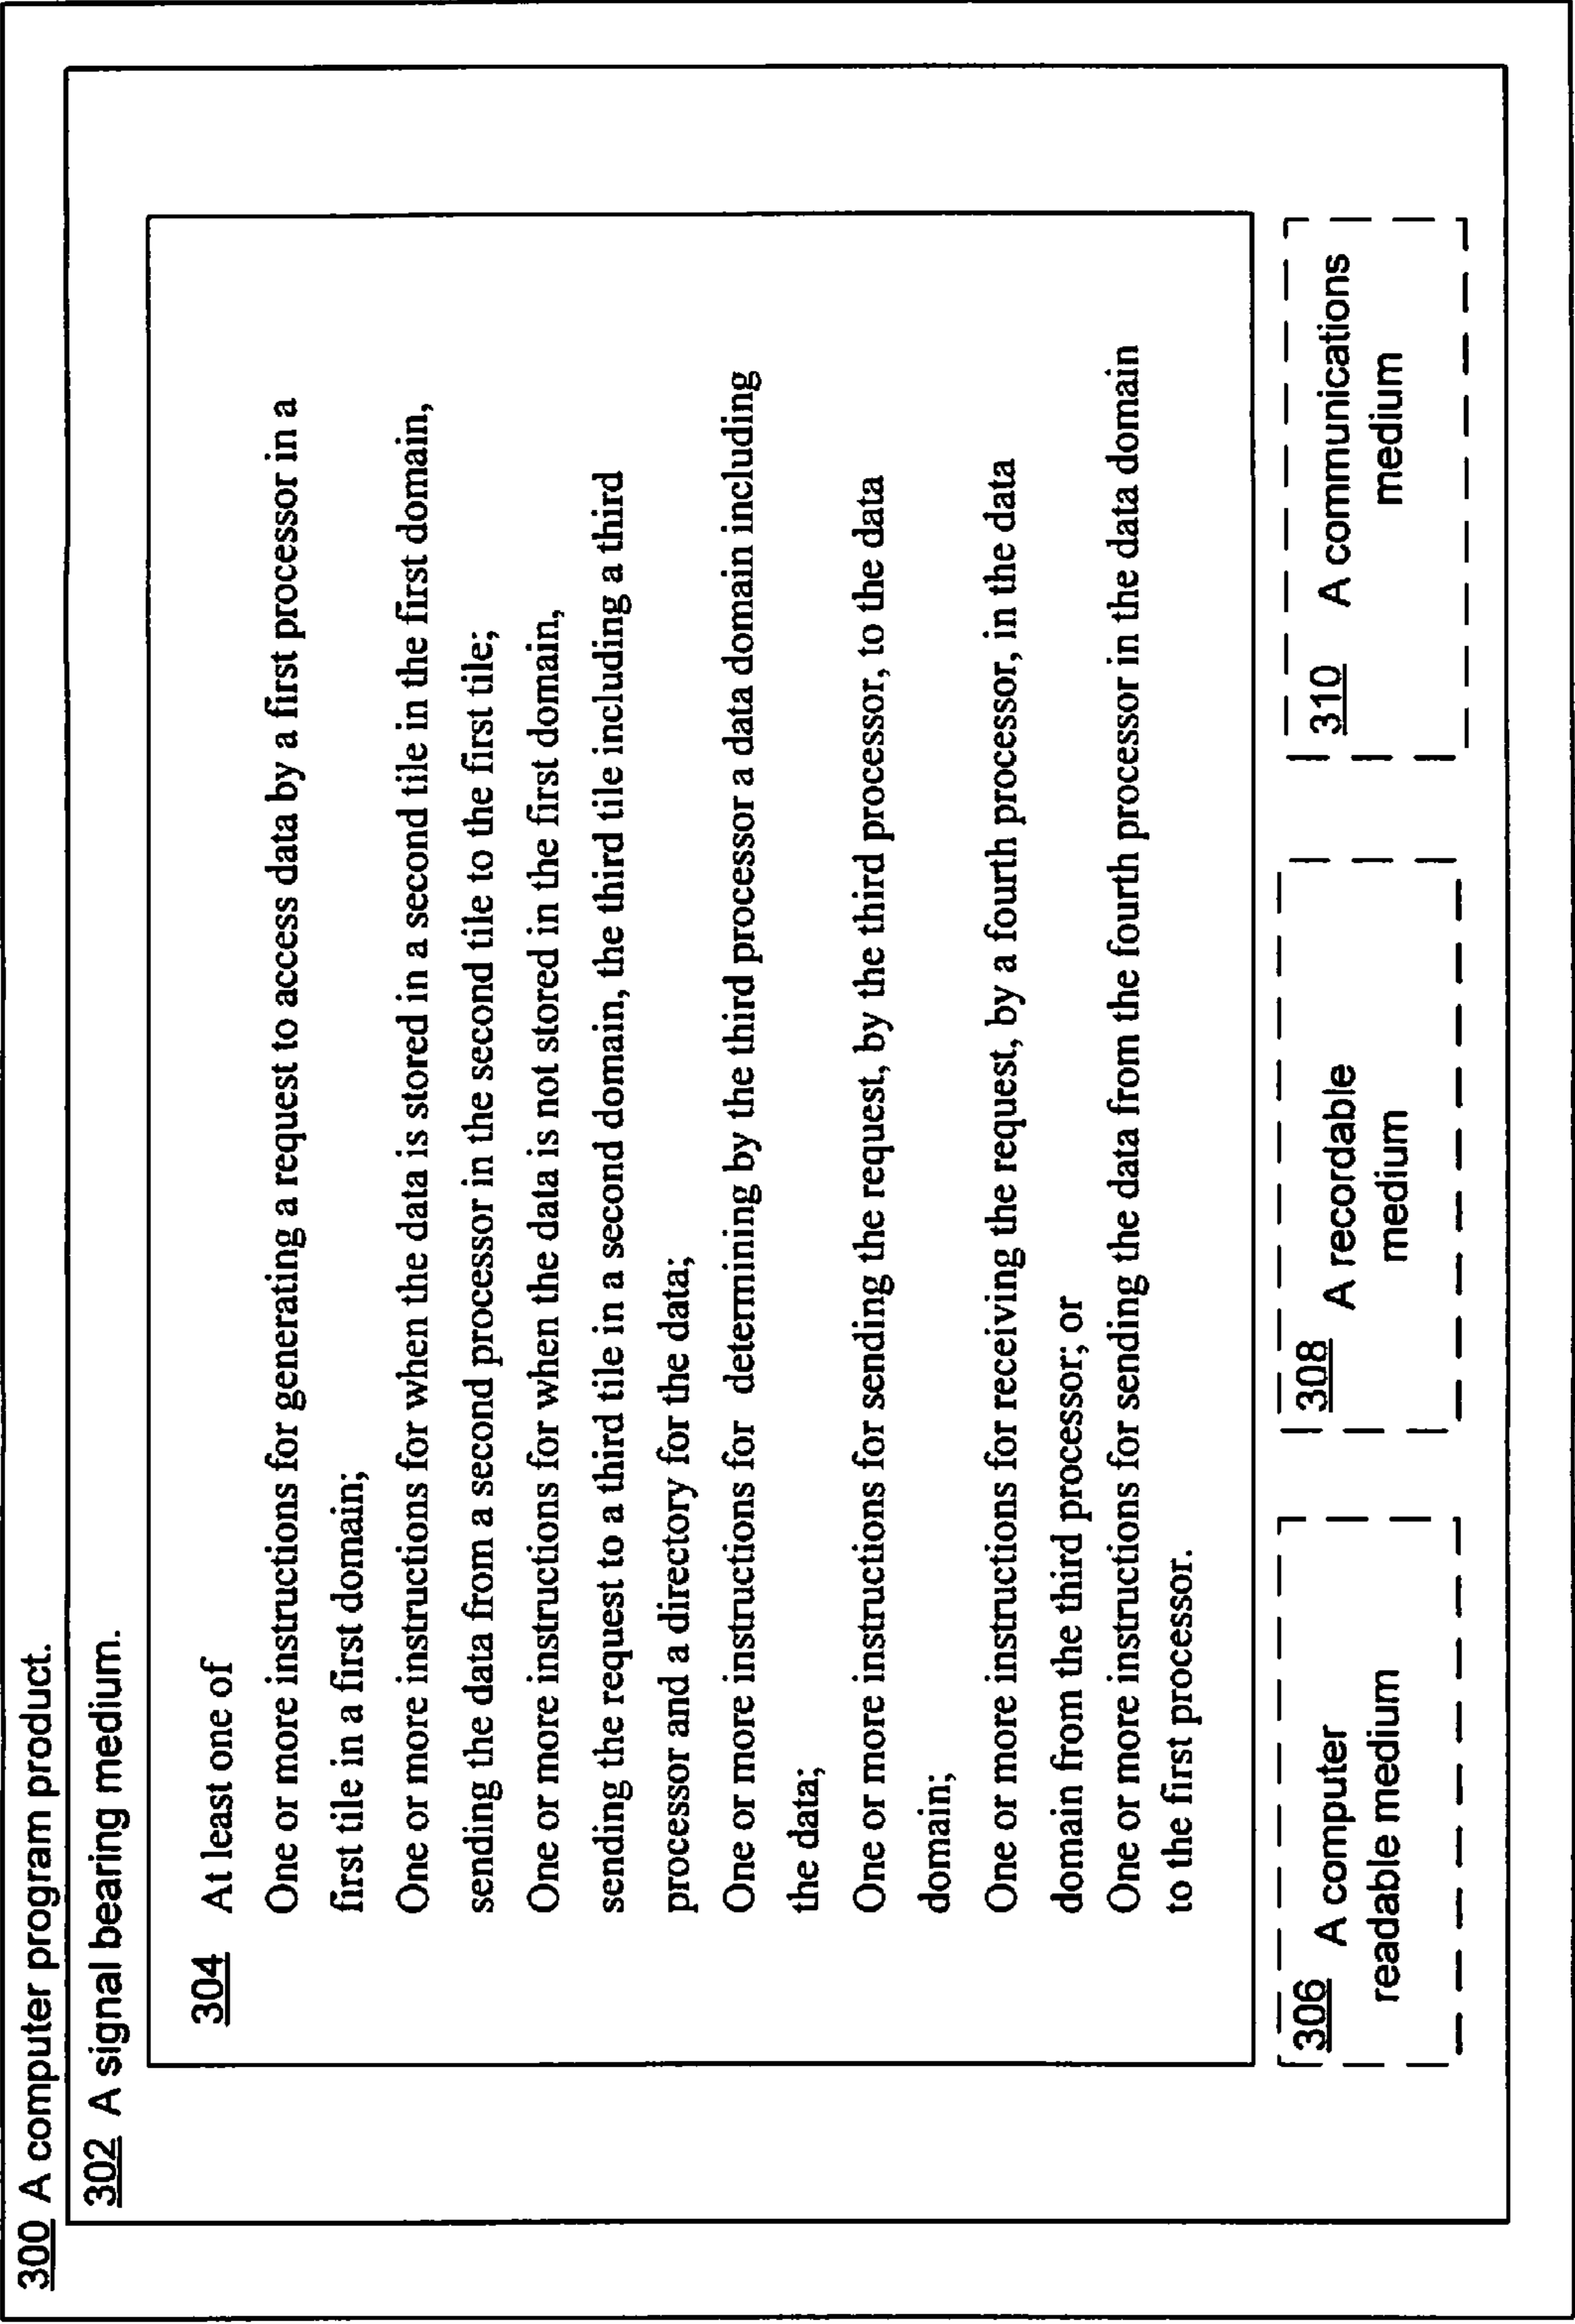 300 A computer program product.
302 A signal bearing medium.
304 At least one of
One or more instructions for generating a request to access data by a first processor in a
first tile in a first domain;
One or more instructions for when the data is stored in a second tile in the first domain,
sending the data from a second processor in the second tile to the first tile;
One or more instructions for when the data is not stored in the first domain,
sending the request to a third tile in a second domain, the third tile including a third
processor and a directory for the data;
One or more instructions for determining by the third processor a data domain including
the data;
One or more instructions for sending the request, by the third processor, to the data
domain;
One or more instructions for receiving the request, by a fourth processor, in the data
domain from the third processor; or
One or more instructions for sending the data from the fourth processor in the data domain
to the first processor.
306 A computer
readable medium
308 A recordable
medium
310 A communications
medium